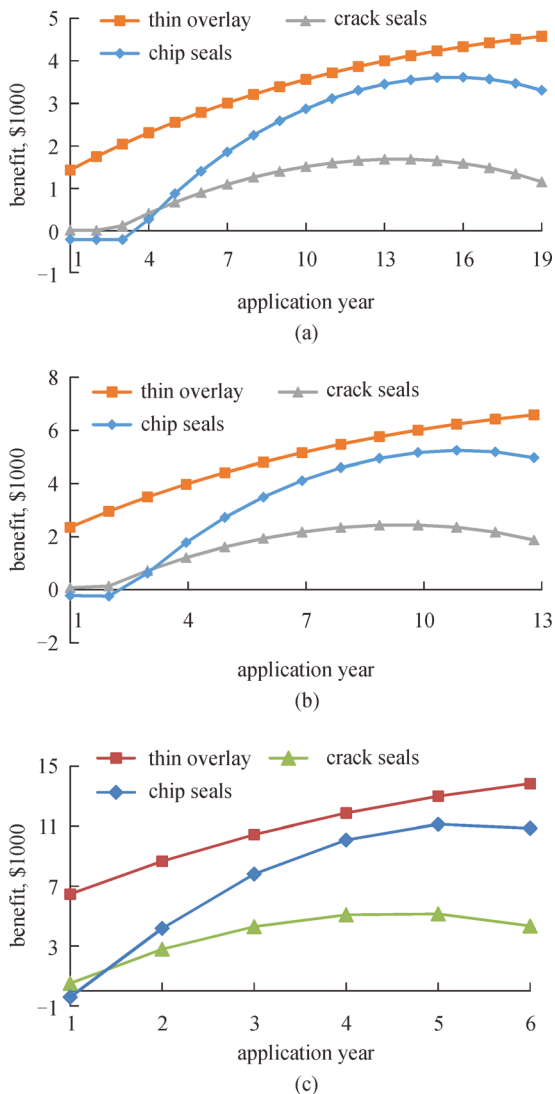 5
thin overlay
crack seals
chip seals
4
3
2
1
0
−1
benefit, $1000
1 4 7 10 13 16 19
application year
(a)
8
thin overlay
crack seals
chip seals
6
4
2
0
−2
benefit, $1000
1 4 7 10 13
application year
(b)
thin overlay
crack seals
15
chip seals
11
7
3
−1
benefit, $1000
1 2 3 4 5 6
application year
(c)